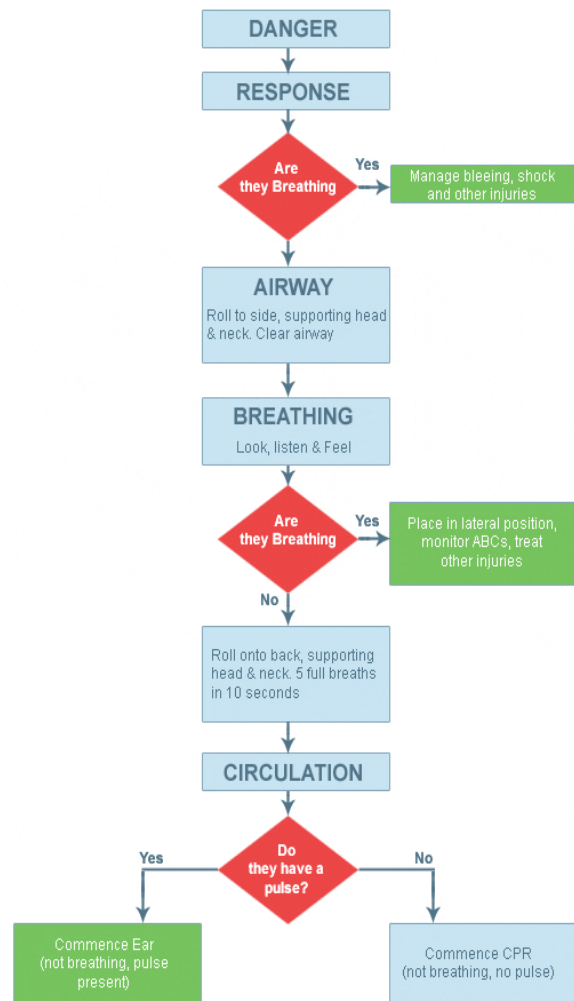 DANGER
RESPONSE
Are
they Breathing
Yes
Manage bleeing, shock
and other injuries
AIRWAY
Roll to side, supporting head
& neck. Clear airway
BREATHING
Look, listen & Feel
Are
they Breathing
Yes
Place in lateral position,
monitor ABCs, treat
other injuries
No
Roll onto back, supporting
head & neck. 5 full breaths
in 10 seconds
CIRCULATION
Do
they have a
pulse?
Yes
No
Commence Ear
(not breathing, pulse
present)
Commence CPR
(not breathing, no pulse)